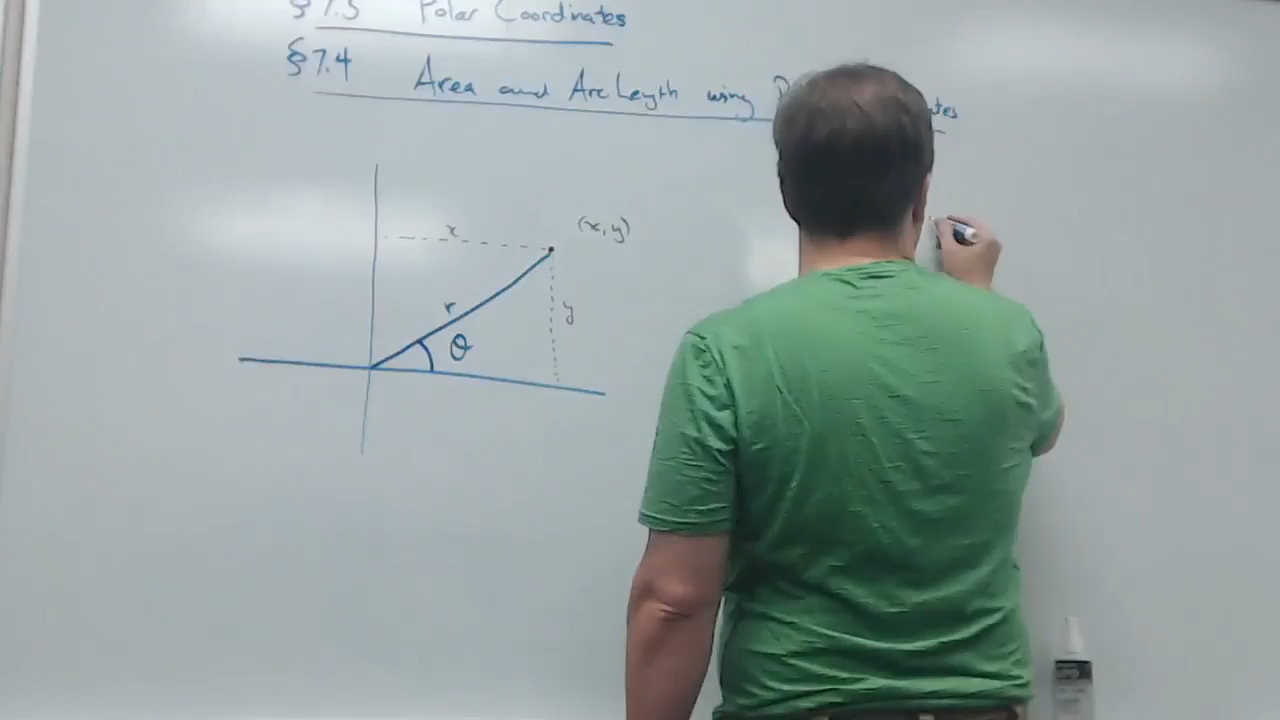 § 7.3 Polar Coordinates
§ 7.4 Area and Arc Length using
x
(x, y)
r
y
θ